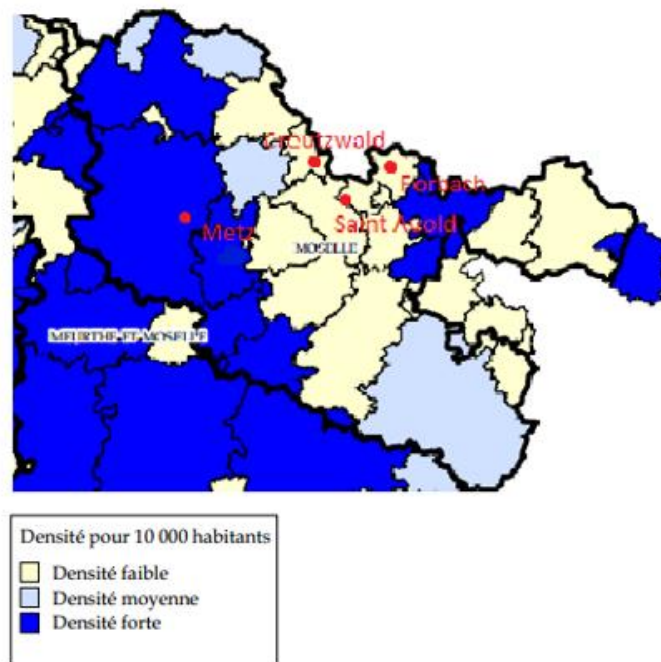 Creutzwald
Forbach
Saint Avold
Metz
MOSELLE
MEURTHE-ET-MOSELLE
Densité pour 10 000 habitants
Densité faible
Densité moyenne
Densité forte